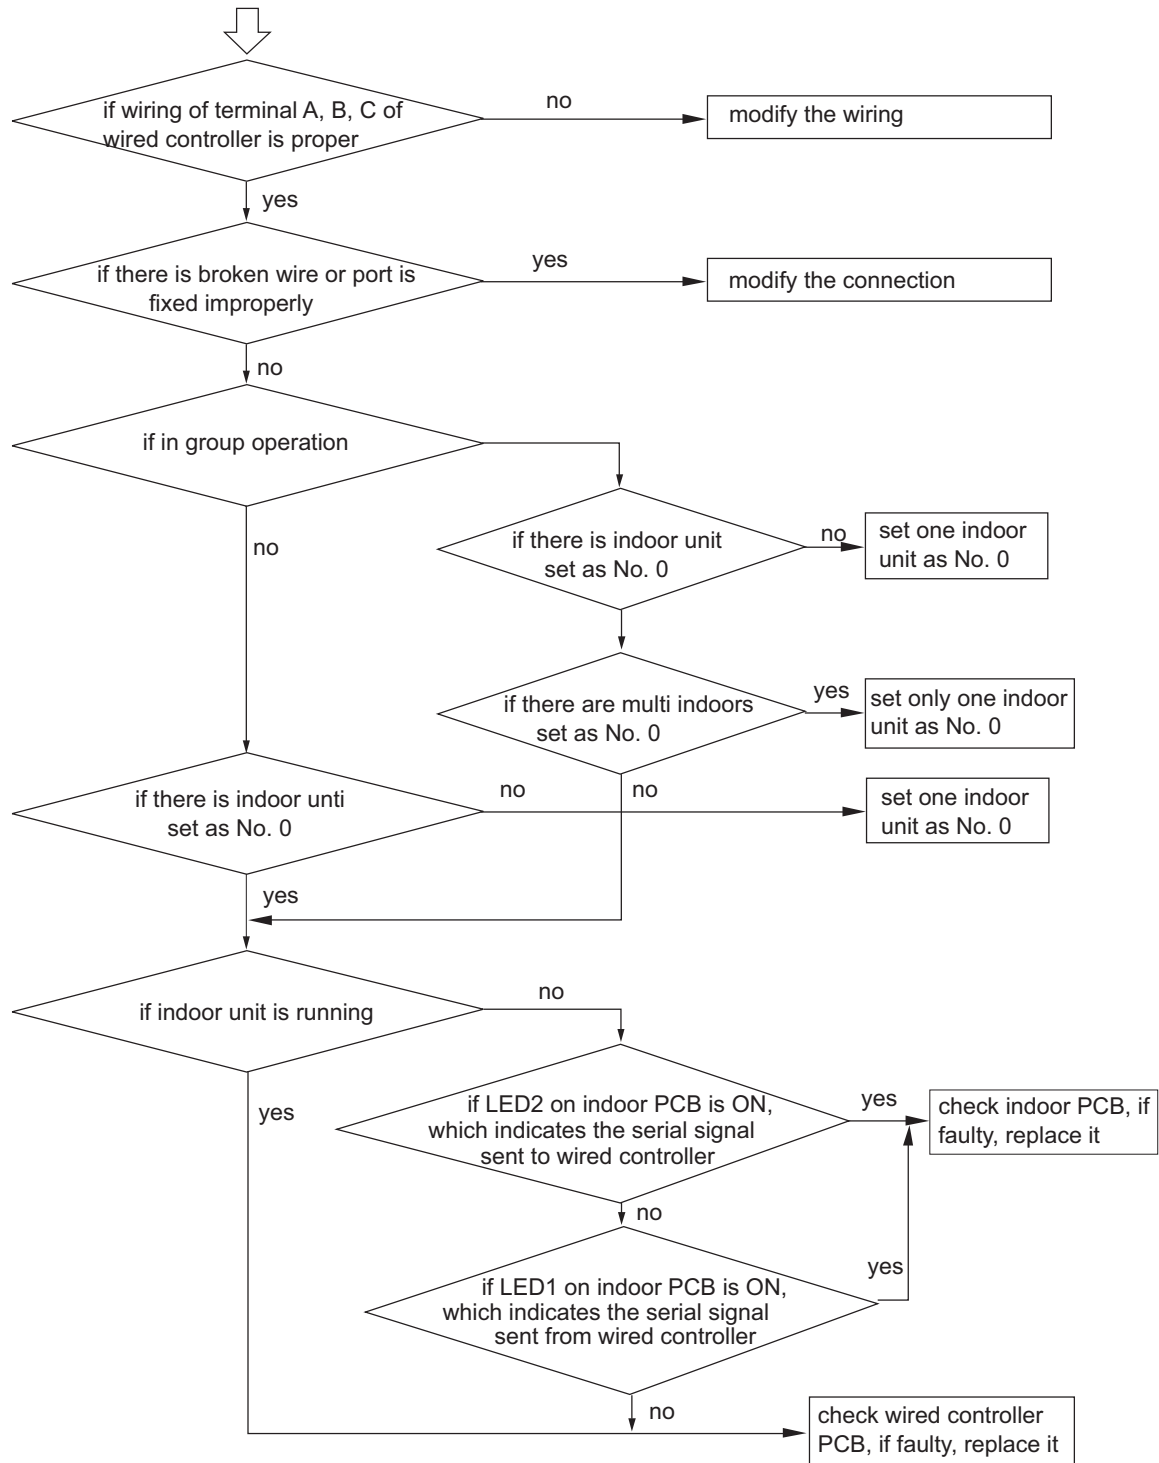 if wiring of terminal A, B, C of
wired controller is proper
no
modify the wiring
yes
if there is broken wire or port is
fixed improperly
yes
modify the connection
no
if in group operation
no
if there is indoor unit
set as No. 0
no
set one indoor
unit as No. 0
if there are multi indoors
set as No. 0
yes
set only one indoor
unit as No. 0
if there is indoor unti
set as No. 0
no
no
set one indoor
unit as No. 0
yes
if indoor unit is running
no
yes
if LED2 on indoor PCB is ON,
which indicates the serial signal
sent to wired controller
yes
check indoor PCB, if
faulty, replace it
no
if LED1 on indoor PCB is ON,
which indicates the serial signal
sent from wired controller
yes
no
check wired controller
PCB, if faulty, replace it